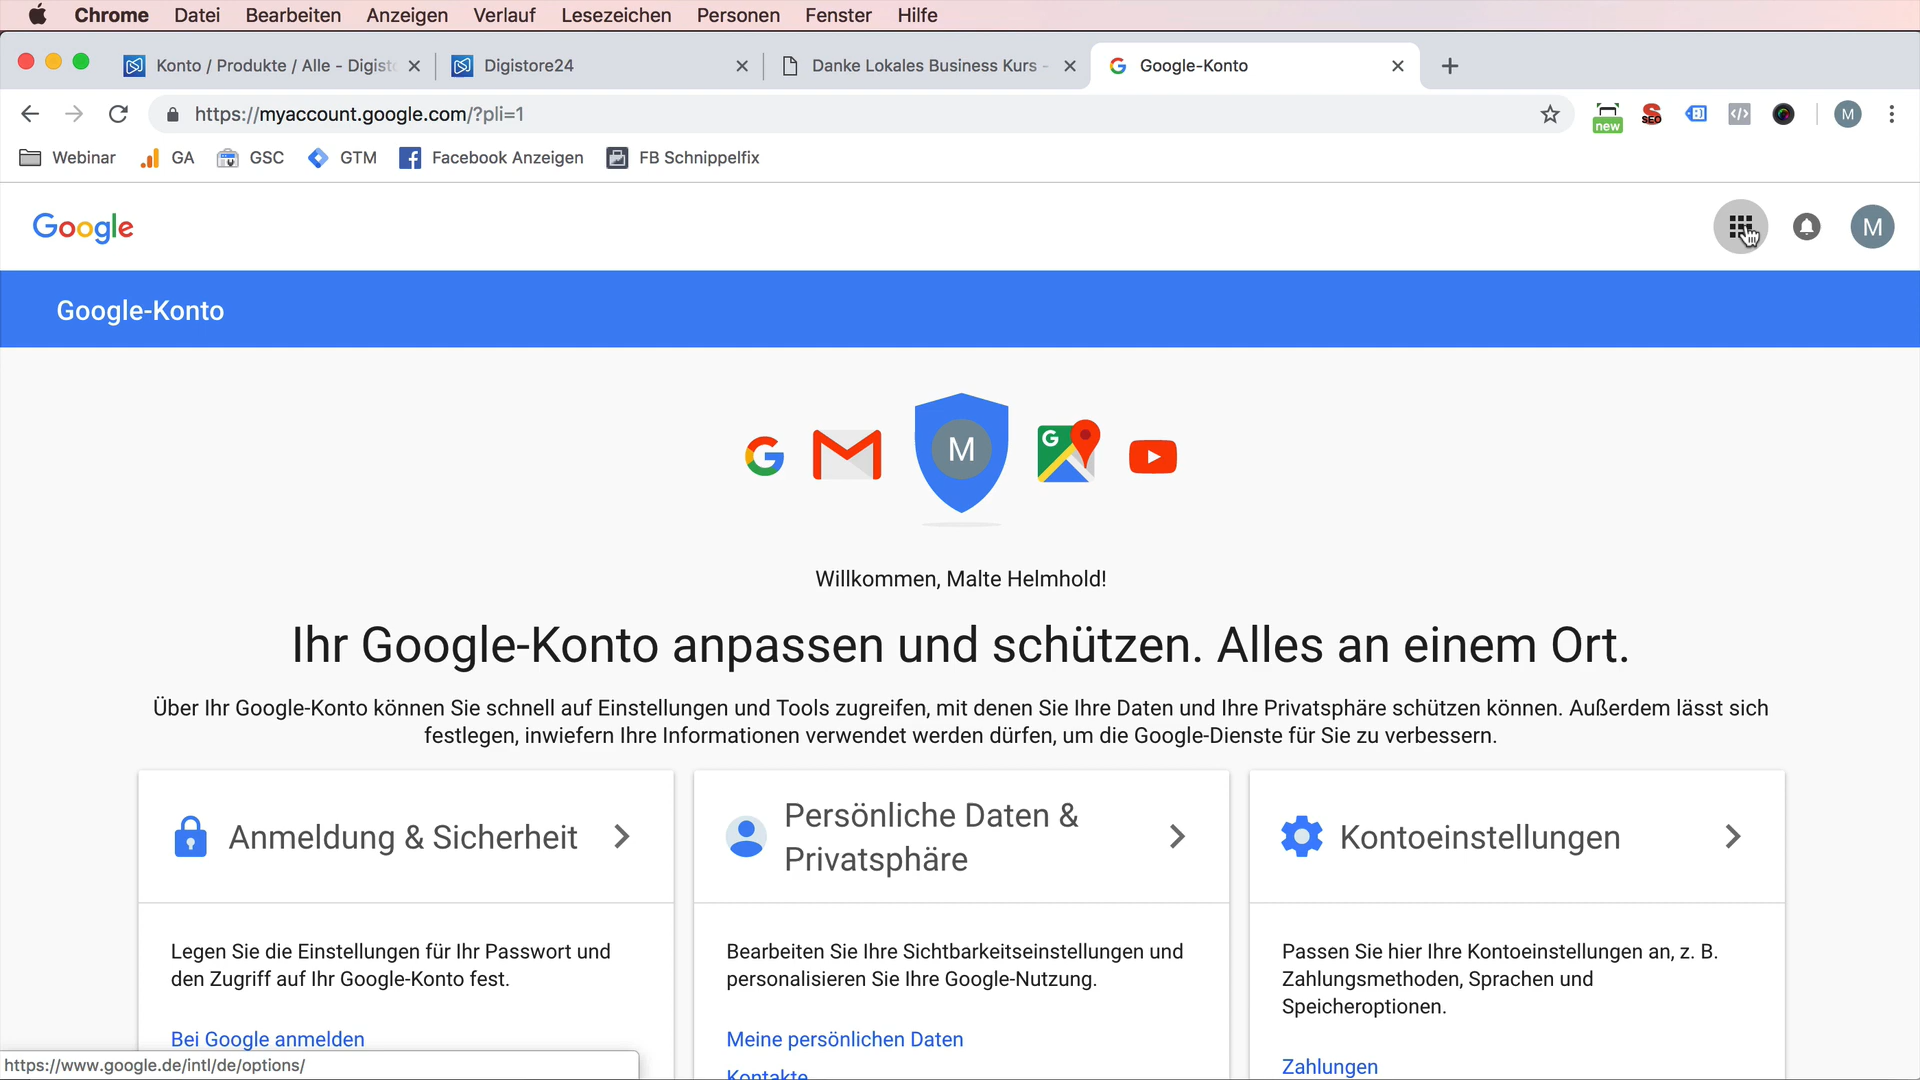 Chrome Datei Bearbeiten Anzeigen Verlauf Lesezeichen Personen Fenster Hilfe
Konto / Produkte / Alle - Digist Digistore24 Danke Lokales Business Kurs - Google-Konto
https://myaccount.google.com/?pli=1
new SEO M
Webinar GA GSC GTM Facebook Anzeigen FB Schnippelfix
Google M
Google-Konto
M G
Willkommen, Malte Helmhold!
Ihr Google-Konto anpassen und schützen. Alles an einem Ort.
Über Ihr Google-Konto können Sie schnell auf Einstellungen und Tools zugreifen, mit denen Sie Ihre Daten und Ihre Privatsphäre schützen können. Außerdem lässt sich
festlegen, inwiefern Ihre Informationen verwendet werden dürfen, um die Google-Dienste für Sie zu verbessern.
Anmeldung & Sicherheit
Legen Sie die Einstellungen für Ihr Passwort und
den Zugriff auf Ihr Google-Konto fest.
Bei Google anmelden
Persönliche Daten &
Privatsphäre
Bearbeiten Sie Ihre Sichtbarkeitseinstellungen und
personalisieren Sie Ihre Google-Nutzung.
Meine persönlichen Daten
Kontakte
Kontoeinstellungen
Passen Sie hier Ihre Kontoeinstellungen an, z. B.
Zahlungsmethoden, Sprachen und
Speicheroptionen.
Zahlungen
https://www.google.de/intl/de/options/